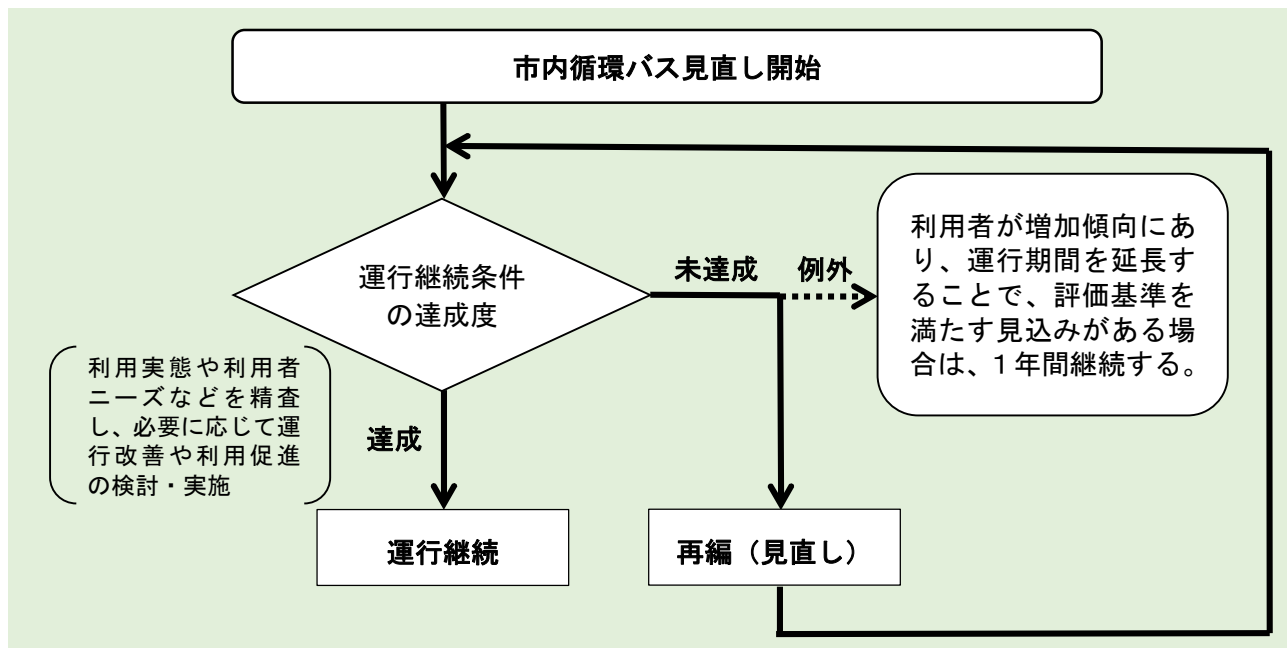 市内循環バス見直し開始
運行継続条件
の達成度
未達成
例外
利用者が増加傾向にあ
り、運行期間を延長す
ることで、評価基準を
満たす見込みがある場
合は、１年間継続する。
利用実態や利用者
ニーズなどを精査
し、必要に応じて運
行改善や利用促進
の検討・実施
達成
運行継続
再編（見直し）